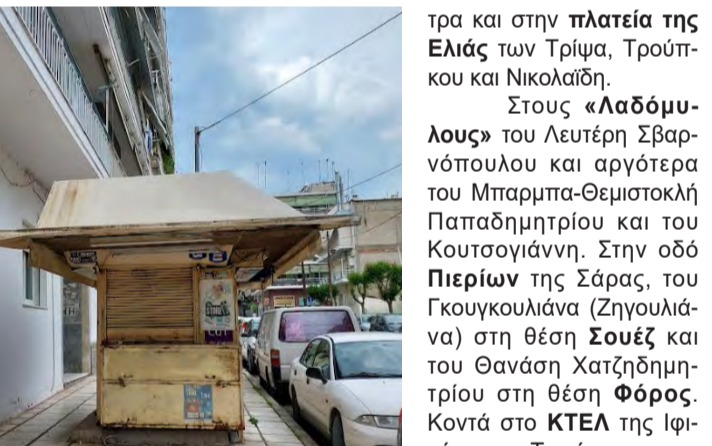 τρα και στην πλατεία της
Ελιάς των Τρίψα, Τρούπ-
κου και Νικολαΐδη.
Στους «Λαδόμυ-
λους» του Λευτέρη Σβαρ-
νόπουλου και αργότερα
του Μπαρμπα-Θεμιστοκλή
Παπαδημητρίου και του
Κουτσογιάννη. Στην οδό
Πιερίων της Σάρας, του
Γκουγκουλιάνα (Ζηγουλιά-
να) στη θέση Σουέζ και
του Θανάση Χατζηδημη-
τρίου στη θέση Φόρος.
Κοντά στο ΚΤΕΛ της Ιφι-